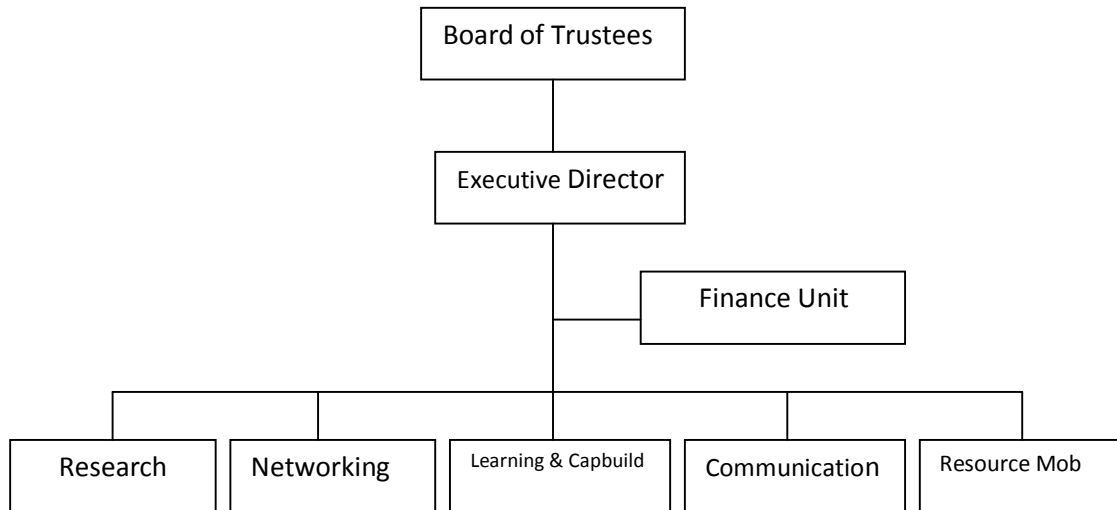 Board of Trustees
Executive Director
Finance Unit
Research
Networking
Learning & Capbuild
Communication
Resource Mob